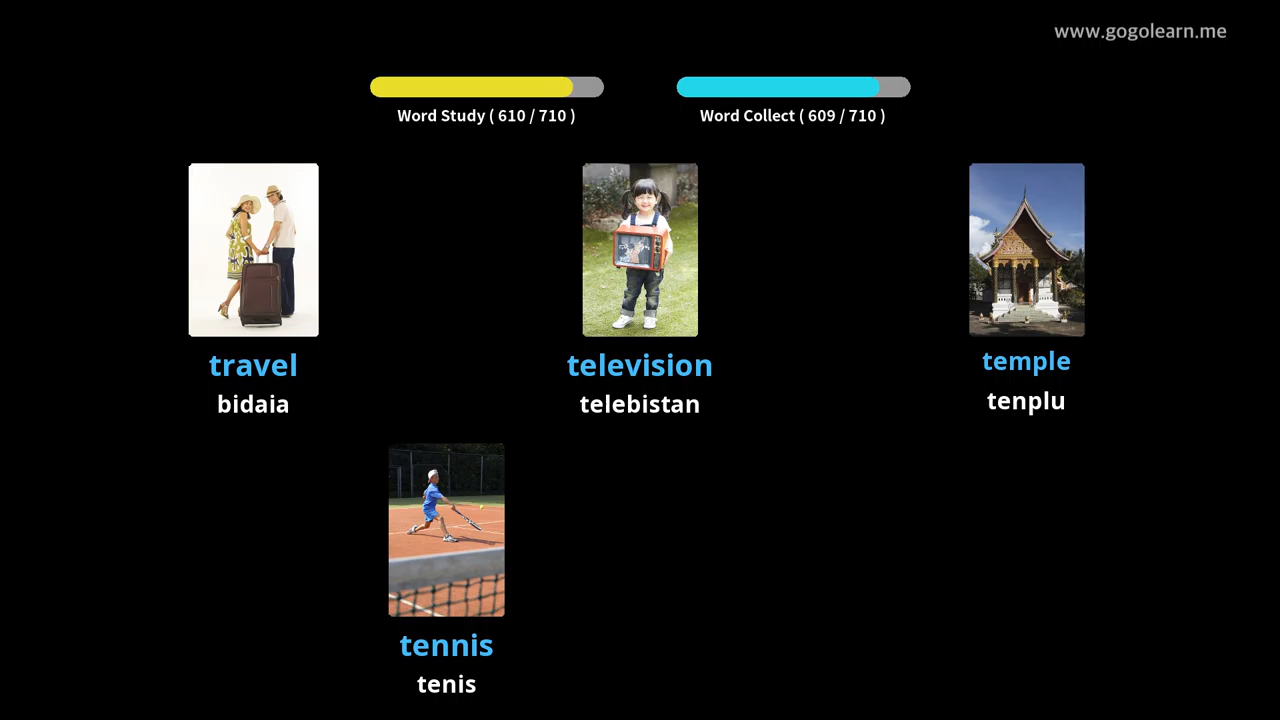 www.gogolearn.me
Word Study ( 610 / 710 )
Word Collect ( 609 / 710 )
travel
bidaia
television
telebistan
temple
tenplu
tennis
tenis